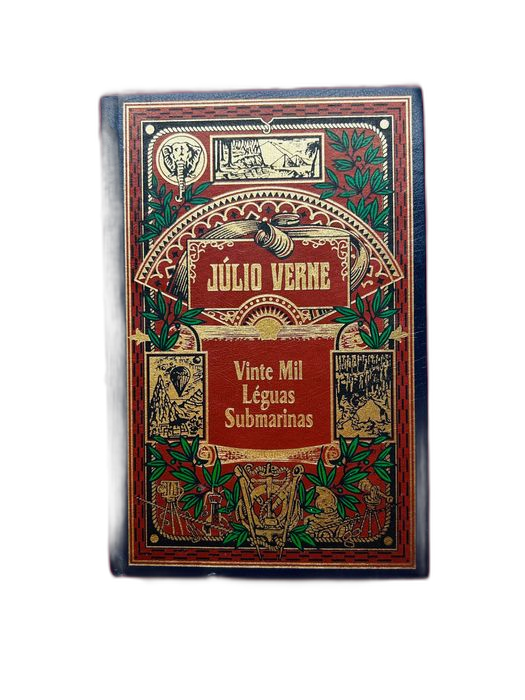 JÚLIO VERNE
Vinte Mil
Léguas
Submarinas